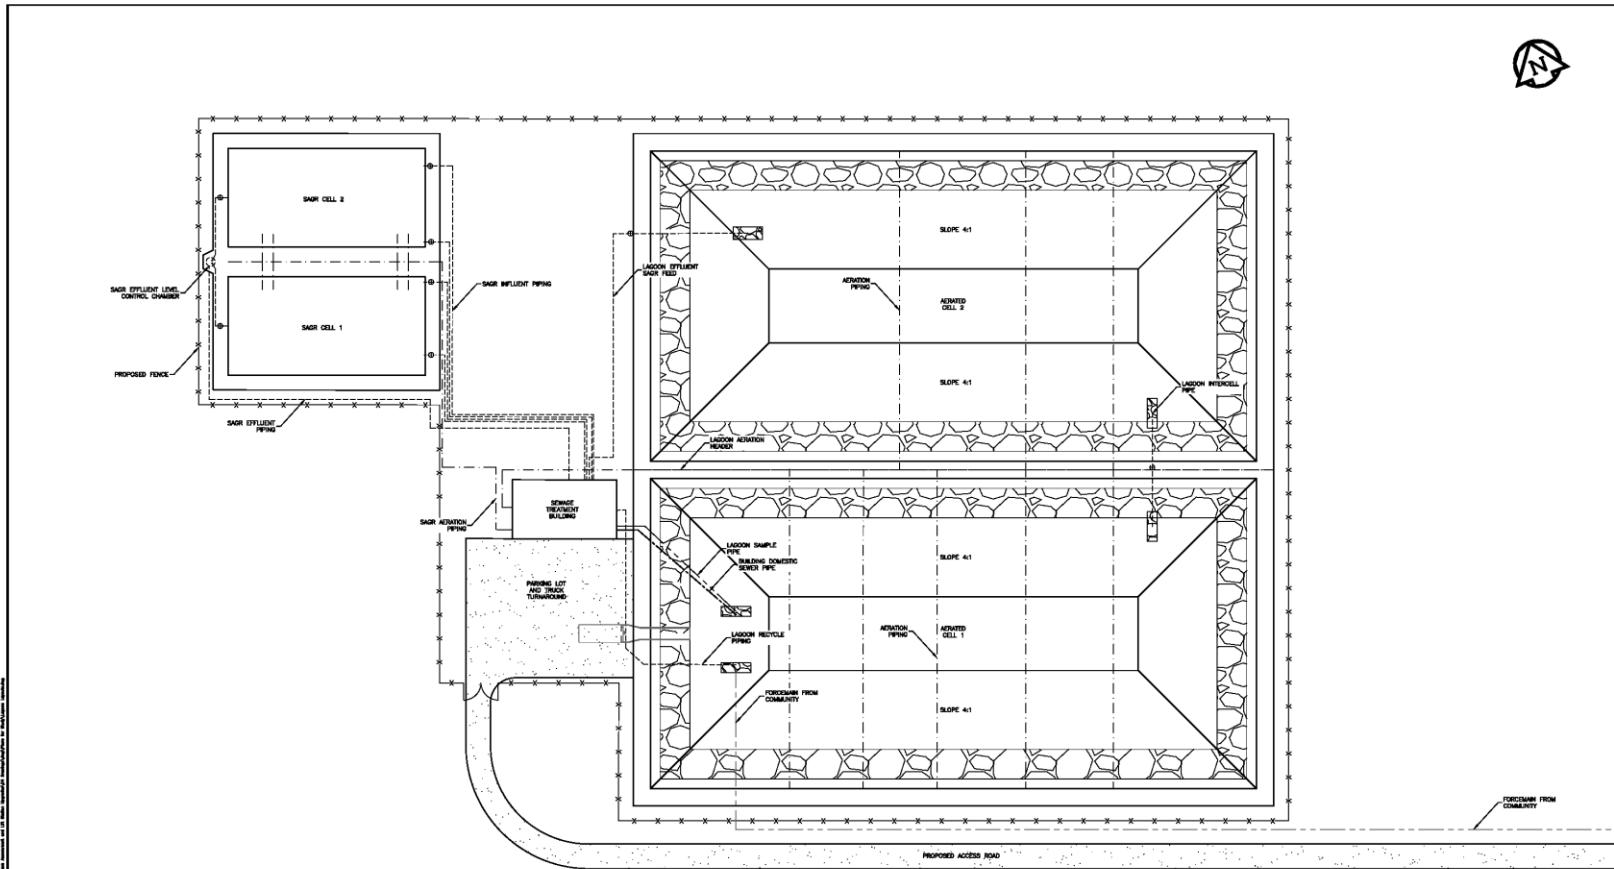 N
SAGR CELL 2
SLOPE 4:1
LAGOON EFFLUENT
SAGR FEED
SAGR INFLUENT PIPING
AERATION
PIPING
AERATED
CELL 2
SAGR EFFLUENT LEVEL
CONTROL CHAMBER
SAGR CELL 1
PROPOSED FENCE
SLOPE 4:1
LAGOON INTERCELL
PIPE
SAGR EFFLUENT
PIPING
LAGOON AERATION
HEADER
SEWAGE
TREATMENT
BUILDING
SAGR AERATION
PIPING
LAGOON SAMPLE
PIPE
BUILDING DOMESTIC
SEWER PIPE
SLOPE 4:1
PARKING LOT
AND TRUCK
TURNAROUND
LAGOON RECYCLE
PIPING
AERATION
PIPING
AERATED
CELL 1
FORCEMAIN FROM
COMMUNITY
SLOPE 4:1
FORCEMAIN FROM
COMMUNITY
PROPOSED ACCESS ROAD